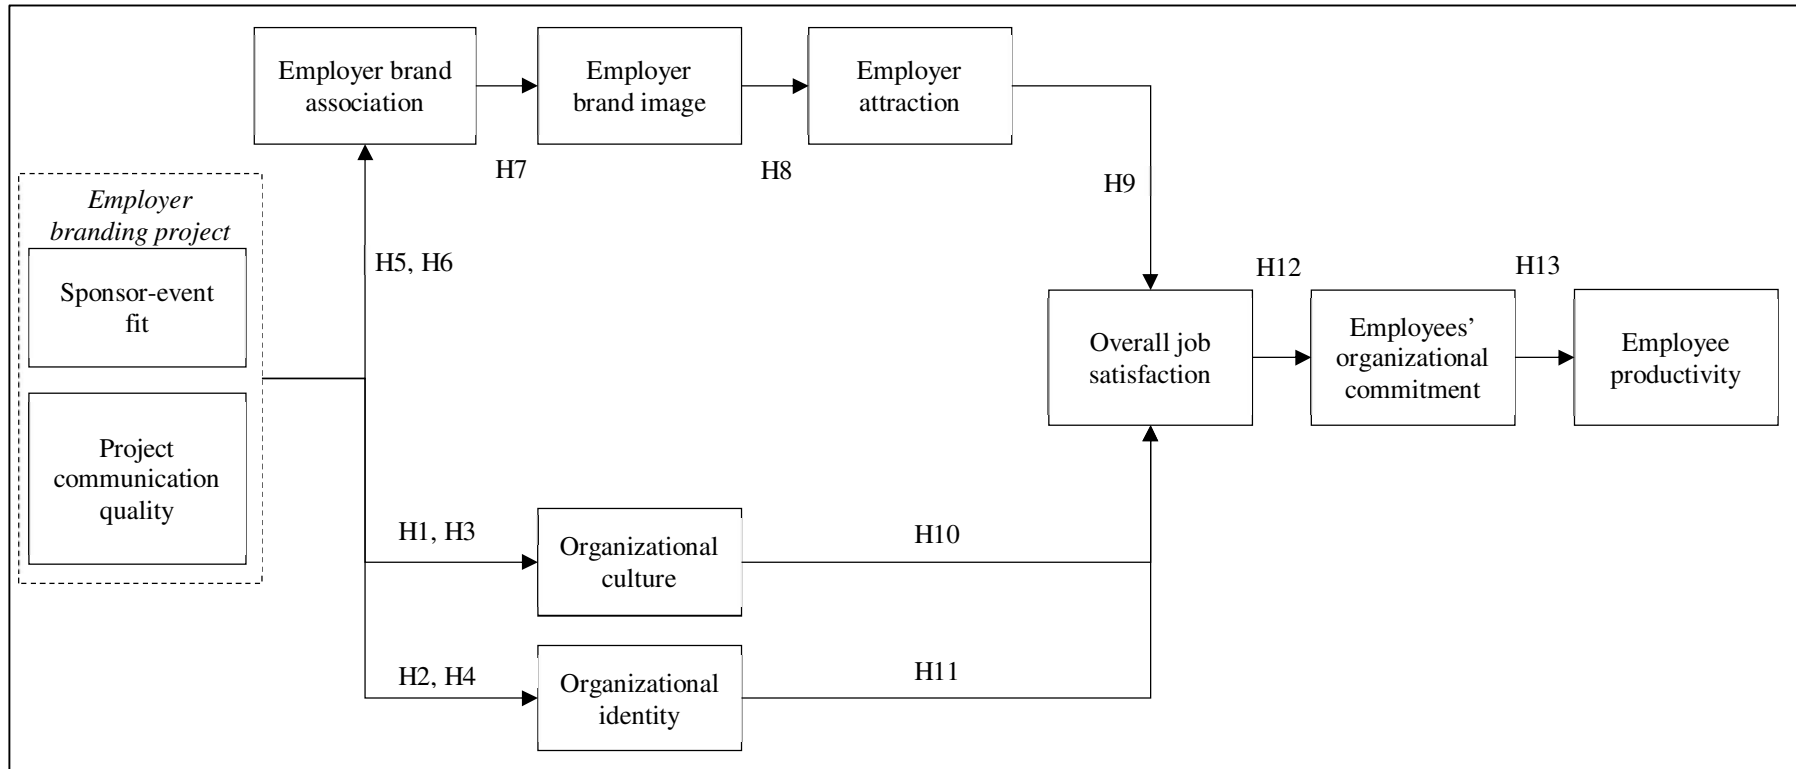 Employer brand
association
Employer
brand image
Employer
attraction
H7
H8
H9
Employer
branding project
Sponsor-event
fit
Project
communication
quality
H5, H6
H12
H13
Overall job
satisfaction
Employees’
organizational
commitment
Employee
productivity
H1, H3
Organizational
culture
H10
H2, H4
Organizational
identity
H11